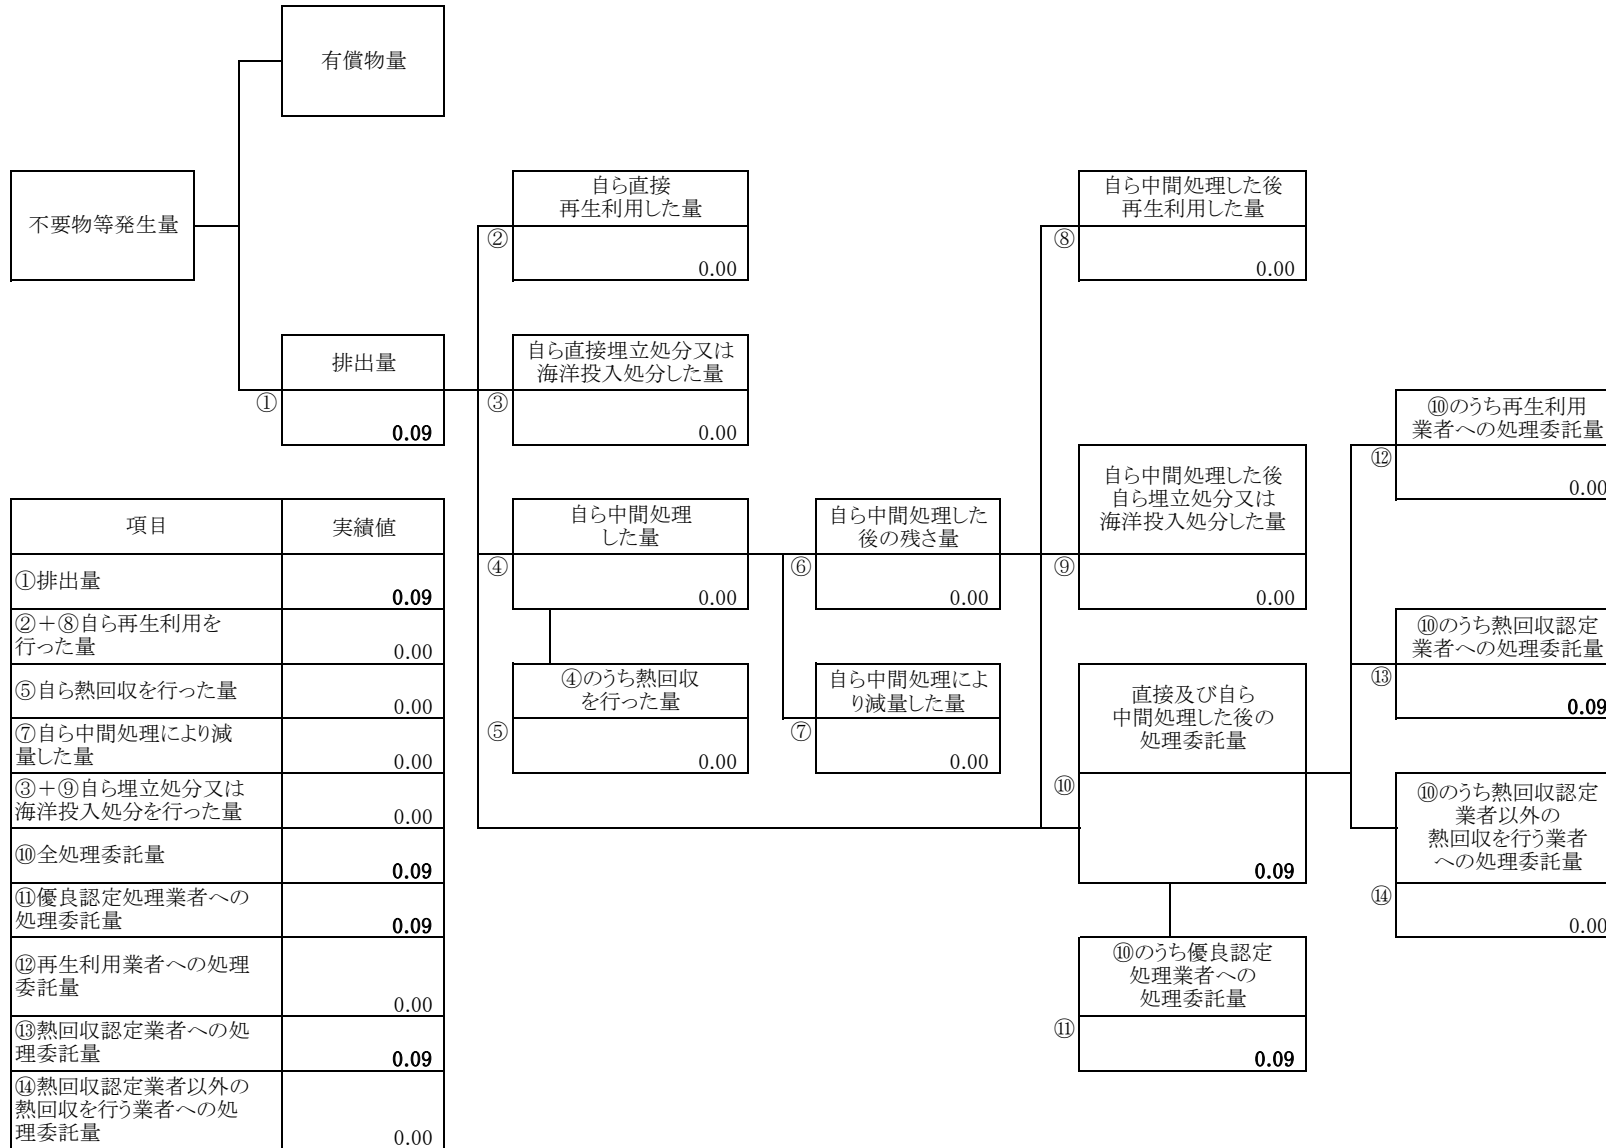 有償物量
不要物等発生量
自ら直接
再生利用した量
②
0.00
自ら中間処理した後
再生利用した量
⑧
0.00
排出量
①
0.09
自ら直接埋立処分又は
海洋投入処分した量
③
0.00
⑩のうち再生利用
業者への処理委託量
⑫
0.00
自ら中間処理
した量
④
0.00
自ら中間処理した
後の残さ量
⑥
0.00
自ら中間処理した後
自ら埋立処分又は
海洋投入処分した量
⑨
0.00
⑩のうち熱回収認定
業者への処理委託量
⑬
0.09
④のうち熱回収
を行った量
⑤
0.00
自ら中間処理によ
り減量した量
⑦
0.00
直接及び自ら
中間処理した後の
処理委託量
⑩
0.09
⑩のうち熱回収認定
業者以外の
熱回収を行う業者
への処理委託量
⑭
0.00
⑩のうち優良認定
処理業者への
処理委託量
⑪
0.09
項目 実績値
①排出量
0.09
②＋⑧自ら再生利用を
行った量 0.00
⑤自ら熱回収を行った量
0.00
⑦自ら中間処理により減
量した量 0.00
③＋⑨自ら埋立処分又は
海洋投入処分を行った量 0.00
⑩全処理委託量
0.09
⑪優良認定処理業者への
処理委託量 0.09
⑫再生利用業者への処理
委託量
0.00
⑬熱回収認定業者への処
理委託量 0.09
⑭熱回収認定業者以外の
熱回収を行う業者への処
理委託量 0.00